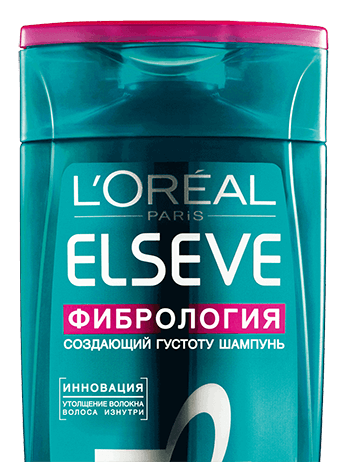 L'ORÉAL
PARIS
ELSEVE
ФИБРОЛОГИЯ
СОЗДАЮЩИЙ ГУСТОТУ ШАМПУНЬ
ИННОВАЦИЯ
УТОЛЩЕНИЕ ВОЛОКНА
ВОЛОСА ИЗНУТРИ